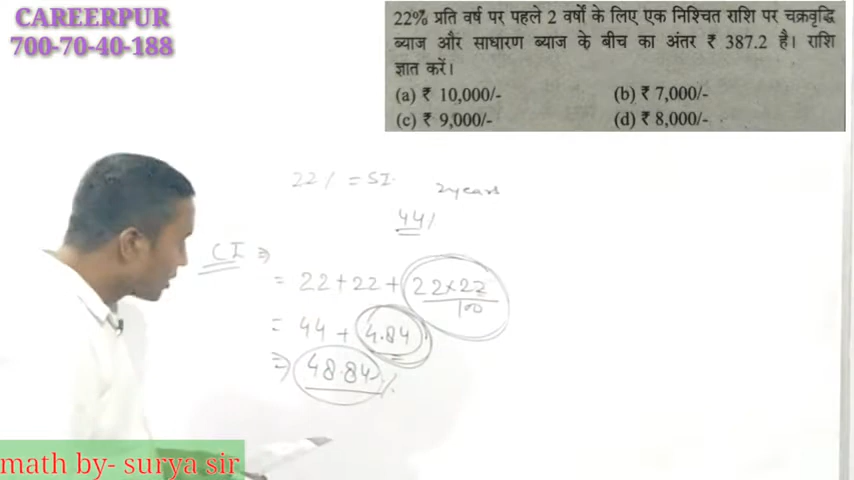 CAREERPUR
700-70-40-188
22% प्रति वर्ष पर पहले 2 वर्षों के लिए एक निश्चित राशि पर चक्रवृद्धि
ब्याज और साधारण ब्याज के बीच का अंतर ₹ 387.2 है। राशि
ज्ञात करें।
(a) ₹ 10,000/- (b) ₹ 7,000/-
(c) ₹ 9,000/- (d) ₹ 8,000/-
22% = SI. 2 years
44%
CI ⇒
= 22 + 22 + 22×22/100
= 44 + 4.84
⇒ 48.84%
math by- surya sir